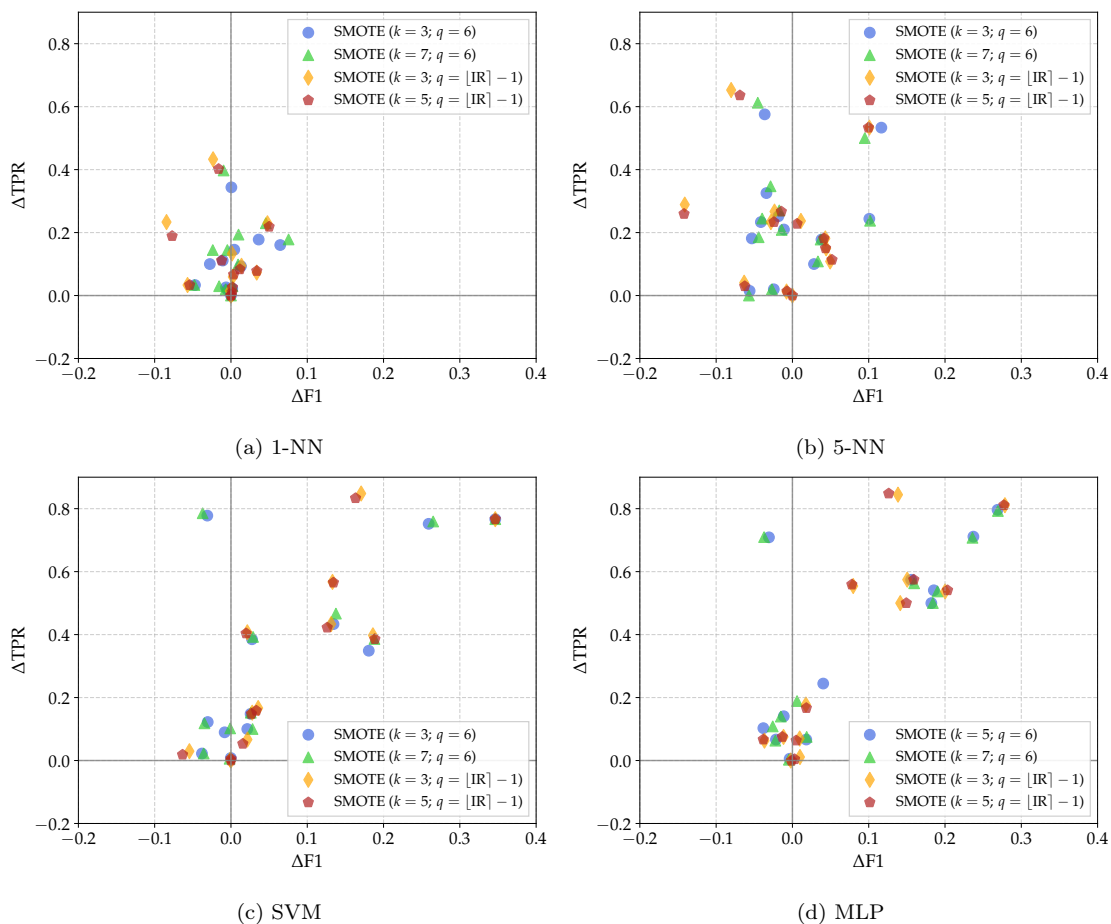 0.8
0.6
0.4
0.2
0.0
−0.2
−0.2
−0.1
0.0
0.1
0.2
0.3
0.4
ΔTPR
ΔF1
SMOTE (k = 3; q = 6)
SMOTE (k = 7; q = 6)
SMOTE (k = 3; q = ⌊IR⌉ − 1)
SMOTE (k = 5; q = ⌊IR⌉ − 1)
(a) 1-NN
0.8
0.6
0.4
0.2
0.0
−0.2
−0.2
−0.1
0.0
0.1
0.2
0.3
0.4
ΔTPR
ΔF1
SMOTE (k = 3; q = 6)
SMOTE (k = 7; q = 6)
SMOTE (k = 3; q = ⌊IR⌉ − 1)
SMOTE (k = 5; q = ⌊IR⌉ − 1)
(b) 5-NN
0.8
0.6
0.4
0.2
0.0
−0.2
−0.2
−0.1
0.0
0.1
0.2
0.3
0.4
ΔTPR
ΔF1
SMOTE (k = 3; q = 6)
SMOTE (k = 7; q = 6)
SMOTE (k = 3; q = ⌊IR⌉ − 1)
SMOTE (k = 5; q = ⌊IR⌉ − 1)
(c) SVM
0.8
0.6
0.4
0.2
0.0
−0.2
−0.2
−0.1
0.0
0.1
0.2
0.3
0.4
ΔTPR
ΔF1
SMOTE (k = 5; q = 6)
SMOTE (k = 7; q = 6)
SMOTE (k = 3; q = ⌊IR⌉ − 1)
SMOTE (k = 5; q = ⌊IR⌉ − 1)
(d) MLP